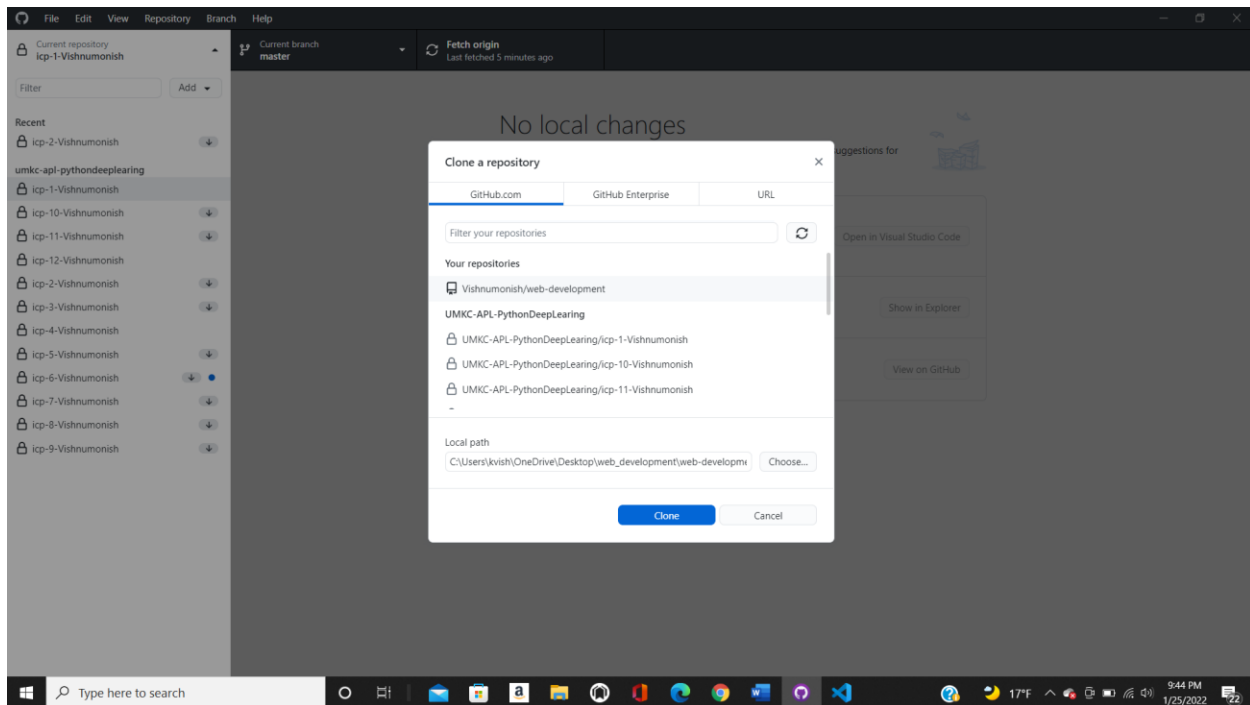 File Edit View Repository Branch Help
Current repository
icp-1-Vishnumonish
Current branch
master
Fetch origin
Last fetched 5 minutes ago
Filter
Add
Recent
icp-2-Vishnumonish
umkc-apl-pythondeeplearing
icp-1-Vishnumonish
icp-10-Vishnumonish
icp-11-Vishnumonish
icp-12-Vishnumonish
icp-2-Vishnumonish
icp-3-Vishnumonish
icp-4-Vishnumonish
icp-5-Vishnumonish
icp-6-Vishnumonish
icp-7-Vishnumonish
icp-8-Vishnumonish
icp-9-Vishnumonish
No local changes
uggestions for
Open in Visual Studio Code
Show in Explorer
View on GitHub
Clone a repository
GitHub.com GitHub Enterprise URL
Filter your repositories
Your repositories
Vishnumonish/web-development
UMKC-APL-PythonDeepLearing
UMKC-APL-PythonDeepLearing/icp-1-Vishnumonish
UMKC-APL-PythonDeepLearing/icp-10-Vishnumonish
UMKC-APL-PythonDeepLearing/icp-11-Vishnumonish
Local path
C:\Users\kvish\OneDrive\Desktop\web_development\web-developme
Choose...
Clone Cancel
Type here to search
17°F
9:44 PM
1/25/2022
22